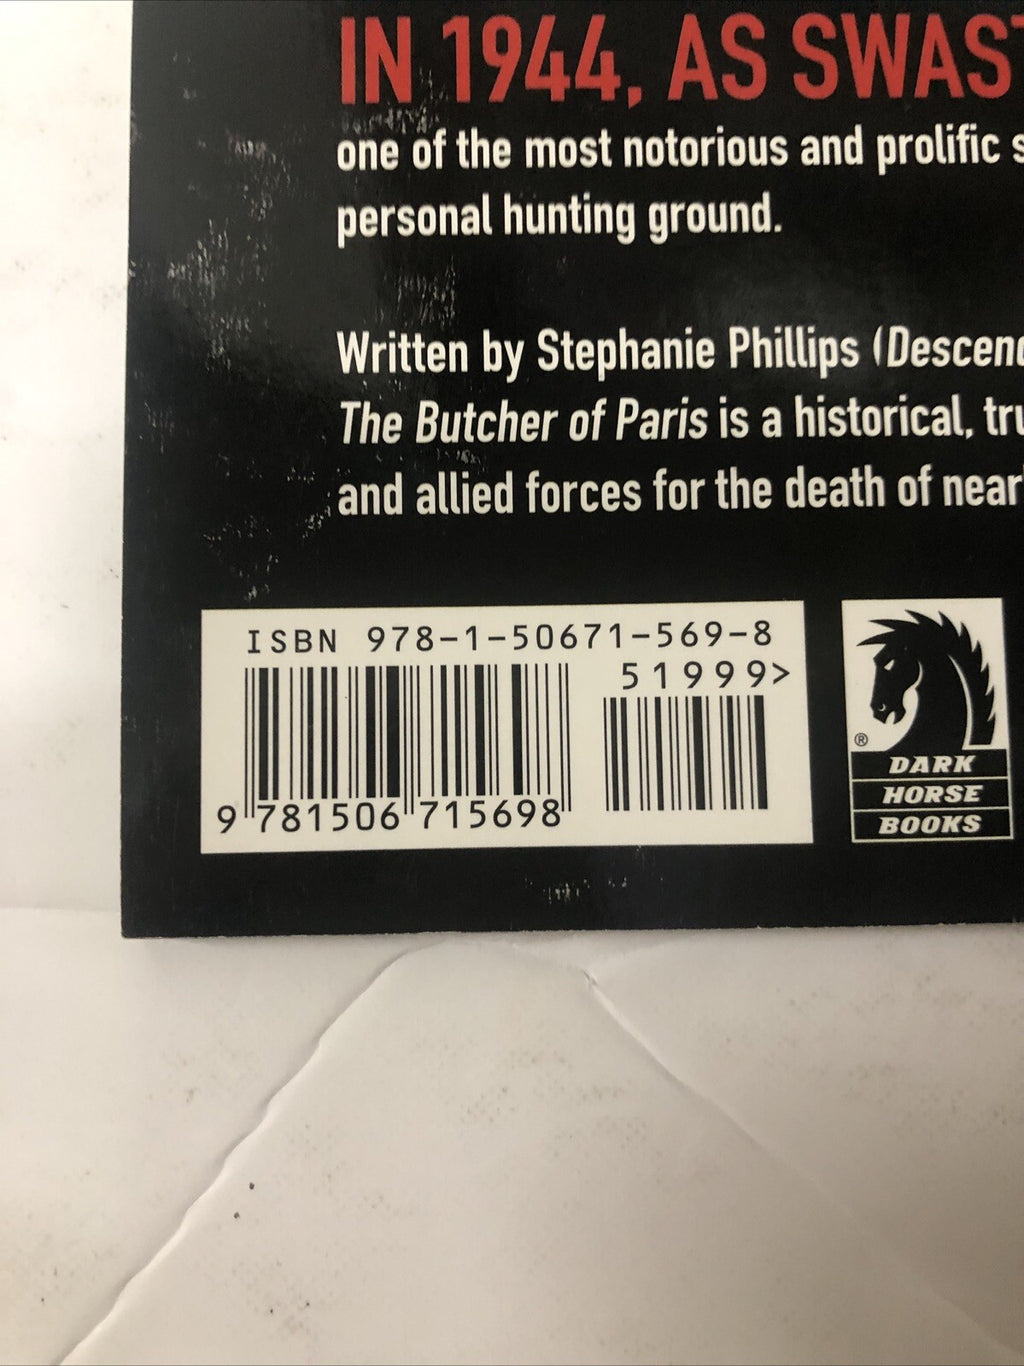 IN 1944, AS SWAST
one of the most notorious and prolific s
personal hunting ground.
Written by Stephanie Phillips (Descend
The Butcher of Paris is a historical, tru
and allied forces for the death of near
ISBN 978-1-50671-569-8
51999>
9 781506 715698
®
DARK
HORSE
BOOKS